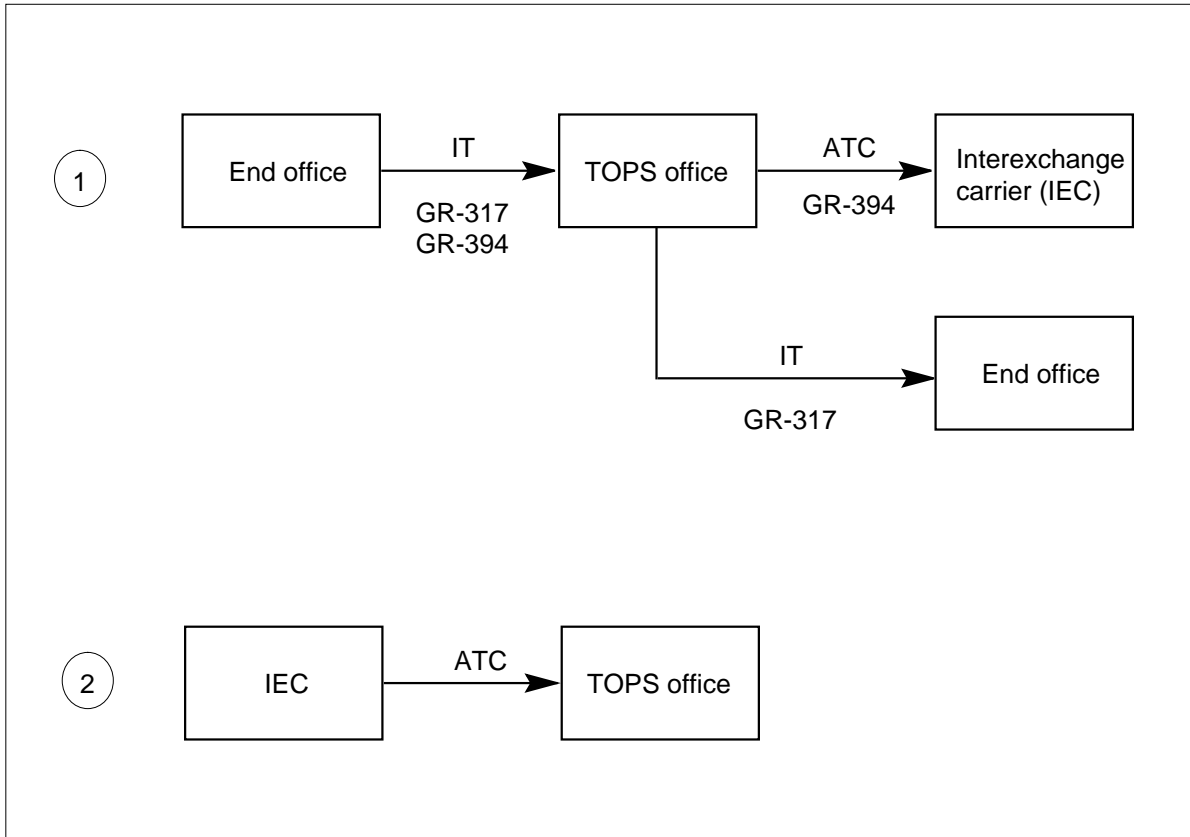 1
End office
IT
GR-317
GR-394
TOPS office
ATC
GR-394
Interexchange
carrier (IEC)
IT
GR-317
End office
2
IEC
ATC
TOPS office